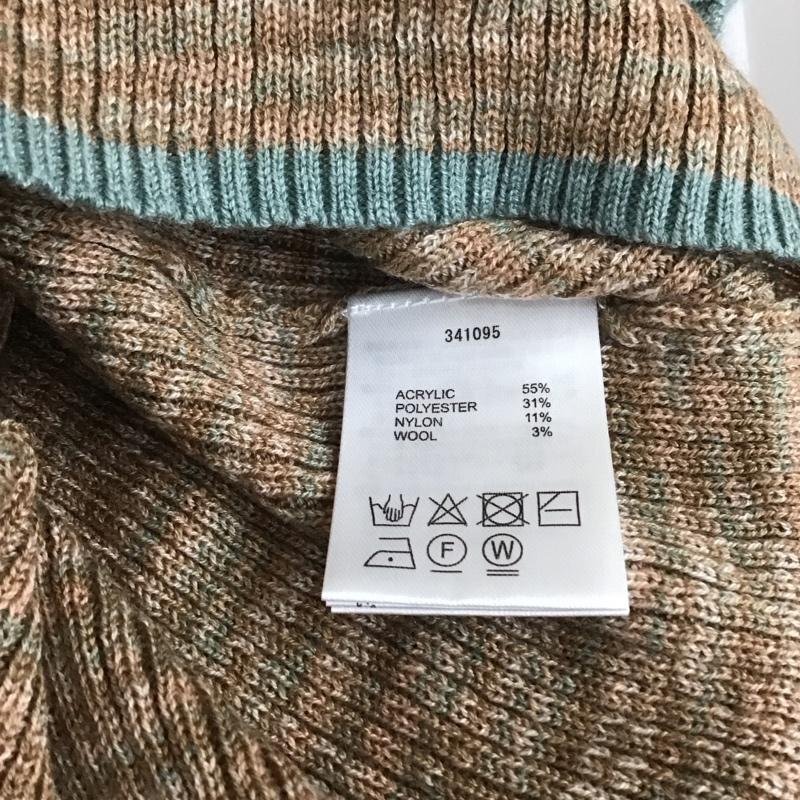 341095
ACRYLIC 55%
POLYESTER 31%
NYLON 11%
WOOL 3%
F W